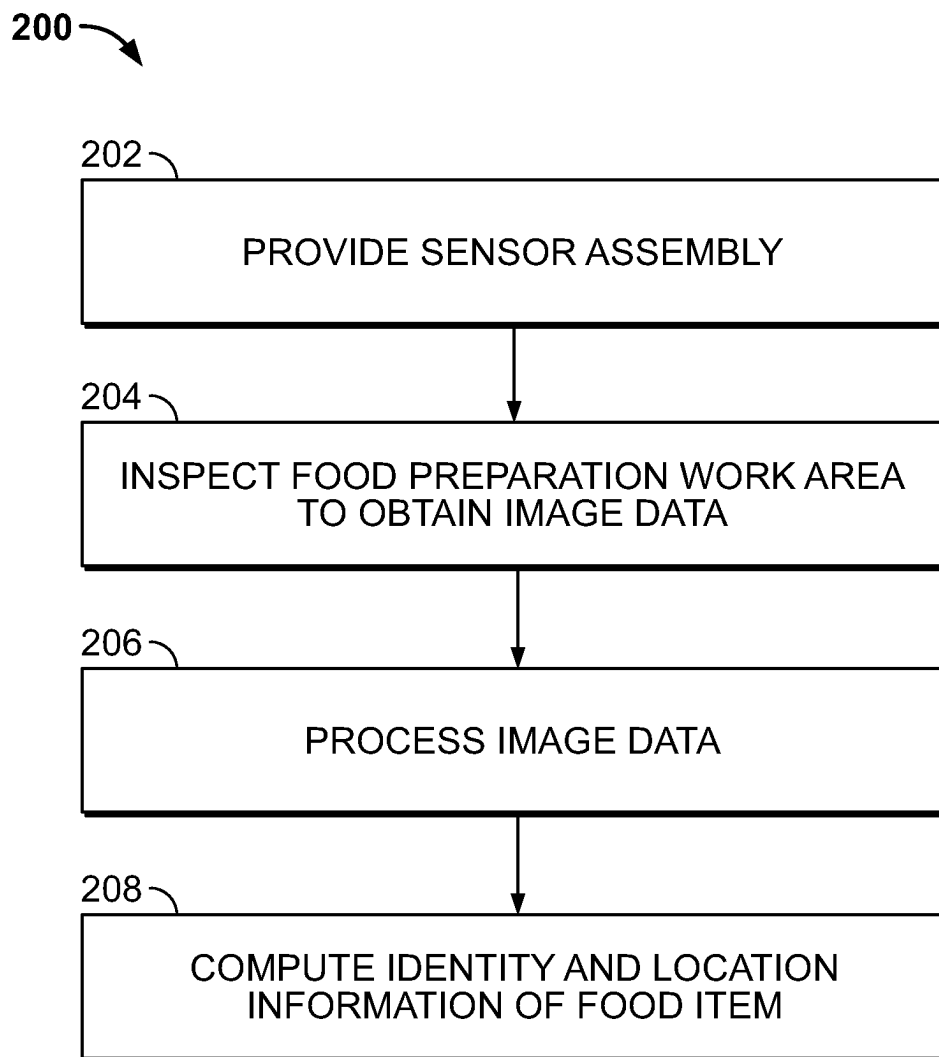 200
202
PROVIDE SENSOR ASSEMBLY
204
INSPECT FOOD PREPARATION WORK AREA
TO OBTAIN IMAGE DATA
206
PROCESS IMAGE DATA
208
COMPUTE IDENTITY AND LOCATION
INFORMATION OF FOOD ITEM